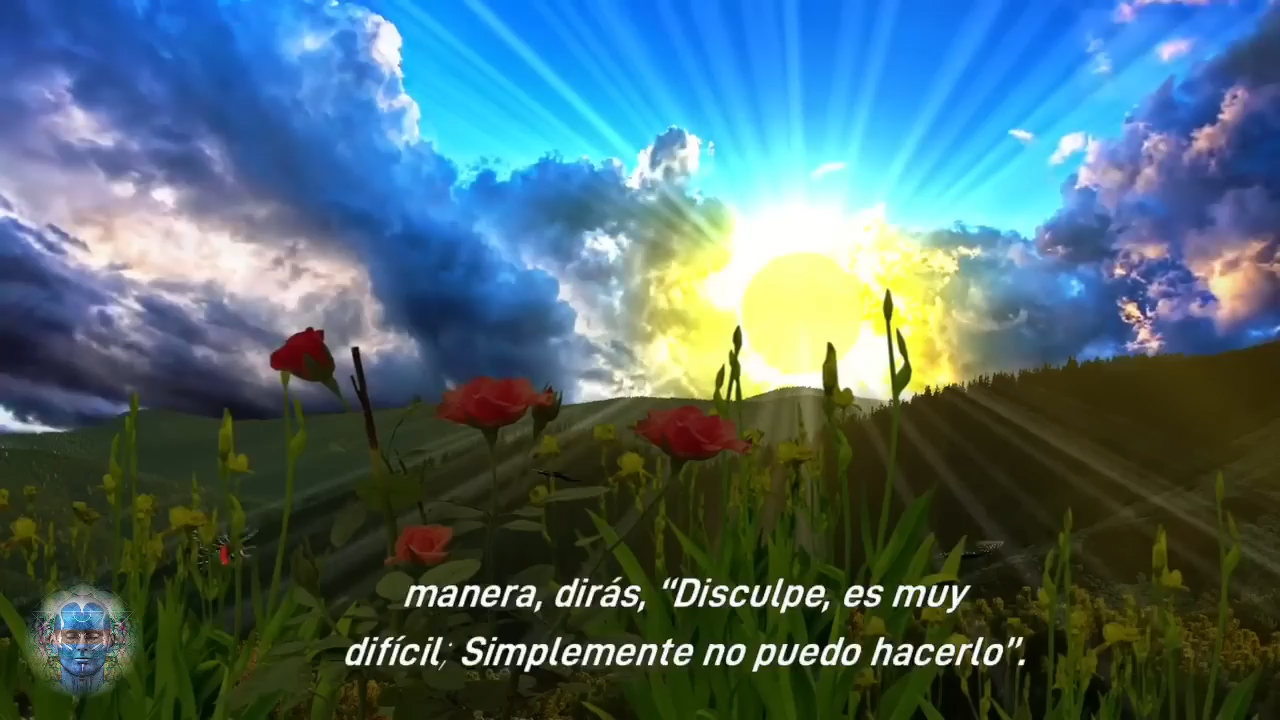 manera, dirás, “Disculpe, es muy
difícil; Simplemente no puedo hacerlo”.